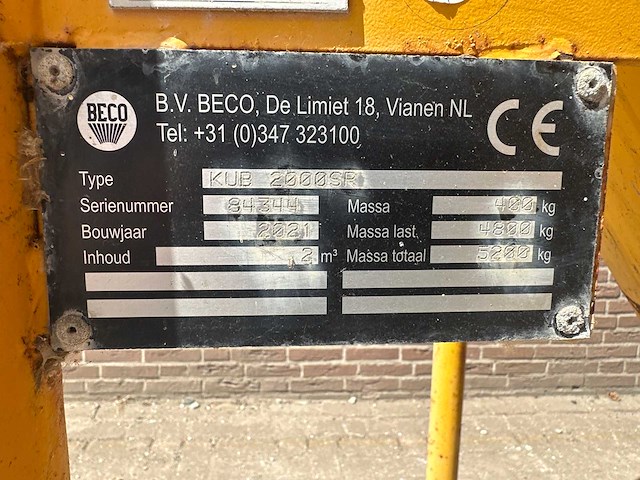 BECO
B.V. BECO, De Limiet 18, Vianen NL
Tel: +31 (0)347 323100
CE
Type KUB 2000SR
Serienummer 84344 Massa 400 kg
Bouwjaar 2021 Massa last 4800 kg
Inhoud 2 m³ Massa totaal 5200 kg